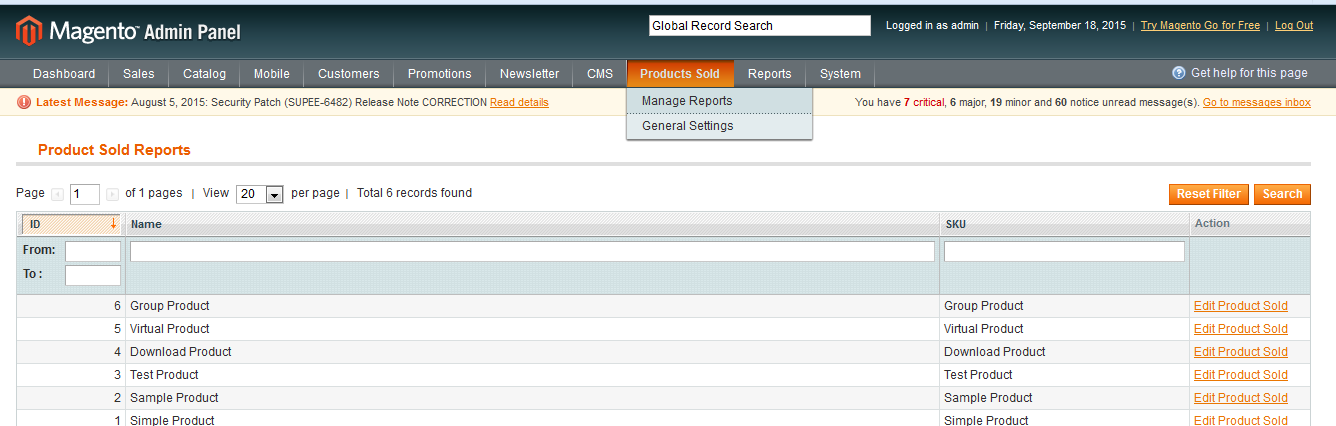 Magento Admin Panel
Global Record Search
Logged in as admin | Friday, September 18, 2015 | Try Magento Go for Free | Log Out
Dashboard Sales Catalog Mobile Customers Promotions Newsletter CMS Products Sold Reports System Get help for this page
Latest Message: August 5, 2015: Security Patch (SUPEE-6482) Release Note CORRECTION Read details
You have 7 critical, 6 major, 19 minor and 60 notice unread message(s). Go to messages inbox
Manage Reports
General Settings
Product Sold Reports
Page 1 of 1 pages | View 20 per page | Total 6 records found
Reset Filter Search
ID Name SKU Action
From:
To :
6 Group Product Group Product Edit Product Sold
5 Virtual Product Virtual Product Edit Product Sold
4 Download Product Download Product Edit Product Sold
3 Test Product Test Product Edit Product Sold
2 Sample Product Sample Product Edit Product Sold
1 Simple Product Simple Product Edit Product Sold